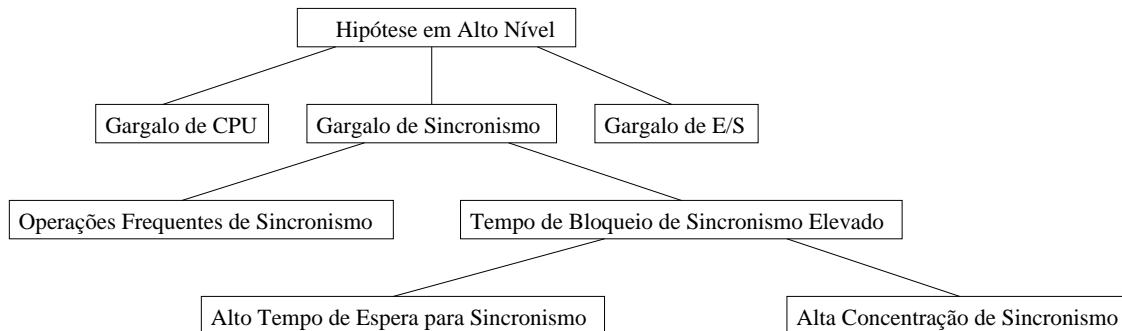 Hipótese em Alto Nível
Gargalo de CPU
Gargalo de Sincronismo
Gargalo de E/S
Operações Frequentes de Sincronismo
Tempo de Bloqueio de Sincronismo Elevado
Alto Tempo de Espera para Sincronismo
Alta Concentração de Sincronismo